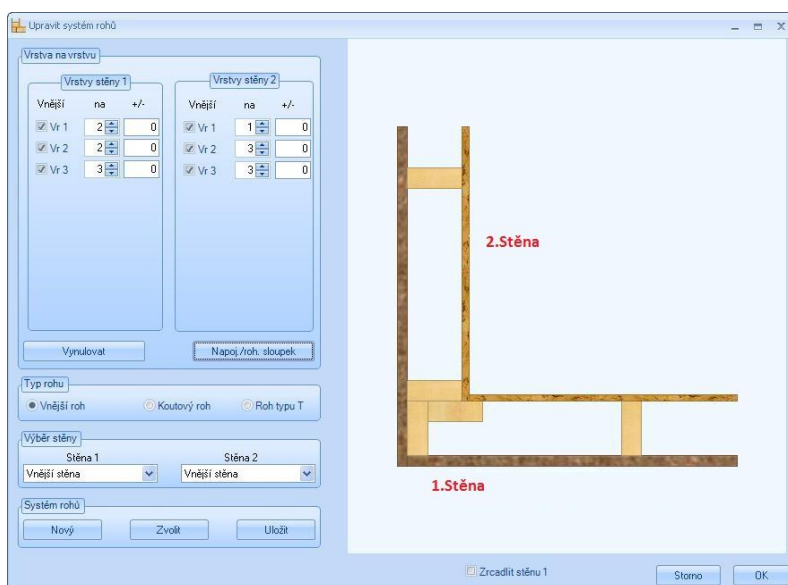 Upravit systém rohů
Vrstva na vrstvu
Vrstvy stěny 1
Vnější na +/-
Vr 1 2 0
Vr 2 2 0
Vr 3 3 0
Vrstvy stěny 2
Vnější na +/-
Vr 1 1 0
Vr 2 3 0
Vr 3 3 0
Vynulovat
Napoj./roh. sloupek
Typ rohu
Vnější roh
Koutový roh
Roh typu T
Výběr stěny
Stěna 1
Vnější stěna
Stěna 2
Vnější stěna
Systém rohů
Nový
Zvolit
Uložit
2.Stěna
1.Stěna
Zrcadlit stěnu 1
Storno
OK